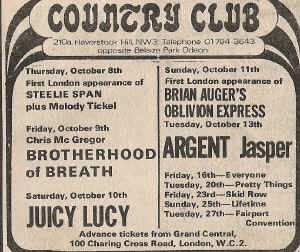 COUNTRY CLUB
210a, Haverstock Hill, NW3. Telephone 01 794 3643
opposite Belsize Park Odeon
Thursday, October 8th
First London appearance of
STEELIE SPAN
plus Melody Tickel
Friday, October 9th
Chris Mc Gregor
BROTHERHOOD
of BREATH
Saturday, October 10th
JUICY LUCY
Sunday, October 11th
First London appearance of
BRIAN AUGER'S
OBLIVION EXPRESS
Tuesday, October 13th
ARGENT Jasper
Friday, 16th—Everyone
Tuesday, 20th—Pretty Things
Friday, 23rd—Skid Row
Sunday, 25th—Lifetime
Tuesday, 27th—Fairport
Convention
Advance tickets from Grand Central,
100 Charing Cross Road, London, W.C.2.